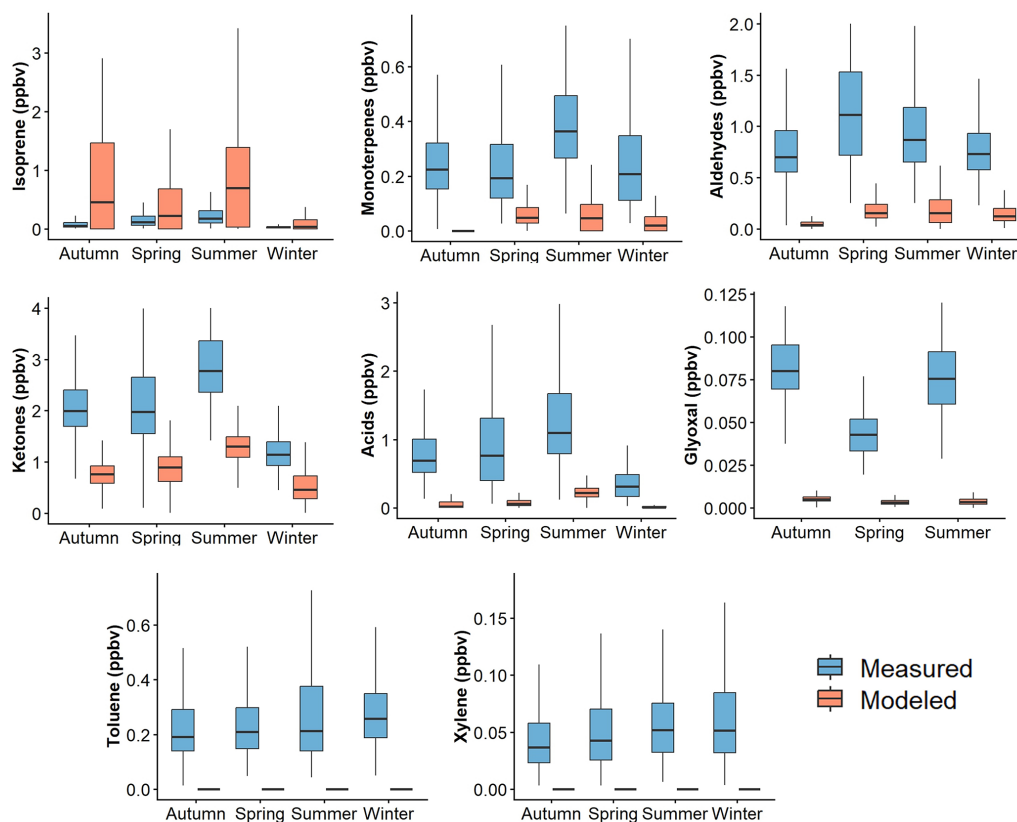 Isoprene (ppbv)
3
2
1
0
Autumn Spring Summer Winter
Monoterpenes (ppbv)
0.6
0.4
0.2
0.0
Autumn Spring Summer Winter
Aldehydes (ppbv)
2.0
1.5
1.0
0.5
0.0
Autumn Spring Summer Winter
Ketones (ppbv)
4
3
2
1
0
Autumn Spring Summer Winter
Acids (ppbv)
3
2
1
0
Autumn Spring Summer Winter
Glyoxal (ppbv)
0.125
0.100
0.075
0.050
0.025
0.000
Autumn Spring Summer
Toluene (ppbv)
0.6
0.4
0.2
0.0
Autumn Spring Summer Winter
Xylene (ppbv)
0.15
0.10
0.05
0.00
Autumn Spring Summer Winter
Measured
Modeled